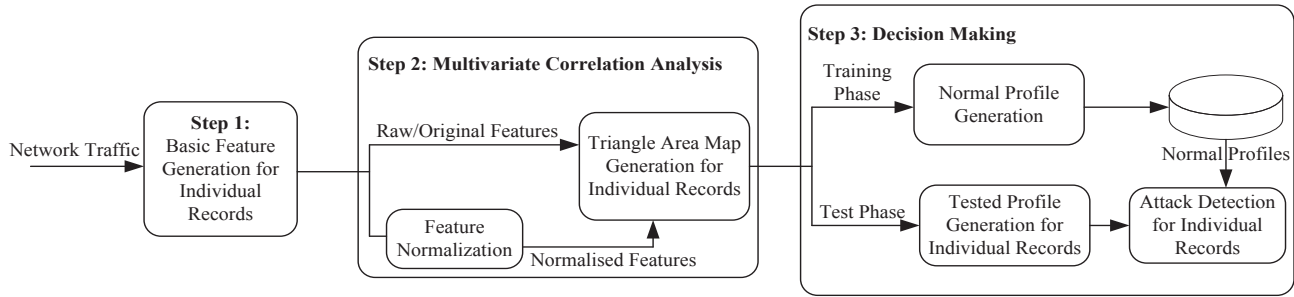 Network Traffic
Step 1:
Basic Feature
Generation for
Individual
Records
Step 2: Multivariate Correlation Analysis
Raw/Original Features
Feature
Normalization
Normalised Features
Triangle Area Map
Generation for
Individual Records
Step 3: Decision Making
Training
Phase
Normal Profile
Generation
Normal Profiles
Test Phase
Tested Profile
Generation for
Individual Records
Attack Detection
for Individual
Records